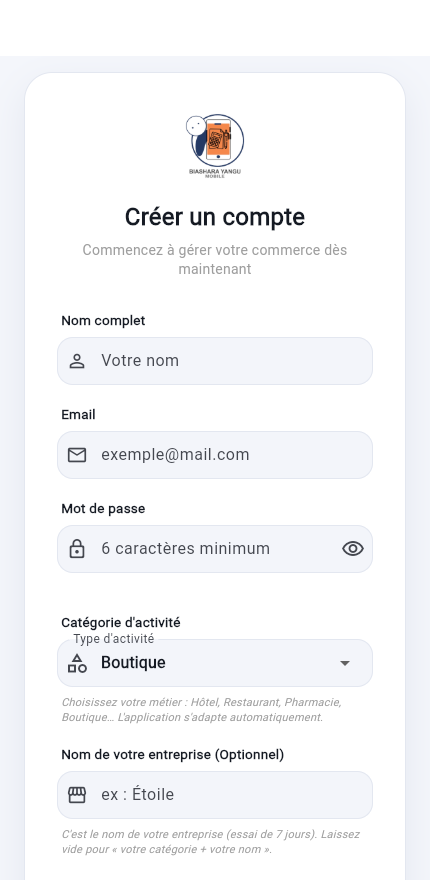 BIASHARA YANGU
MOBILE
Créer un compte
Commencez à gérer votre commerce dès
maintenant
Nom complet
Votre nom
Email
exemple@mail.com
Mot de passe
6 caractères minimum
Catégorie d'activité
Type d'activité
Boutique
Choisissez votre métier : Hôtel, Restaurant, Pharmacie,
Boutique... L'application s'adapte automatiquement.
Nom de votre entreprise (Optionnel)
ex : Étoile
C'est le nom de votre entreprise (essai de 7 jours). Laissez
vide pour « votre catégorie + votre nom ».